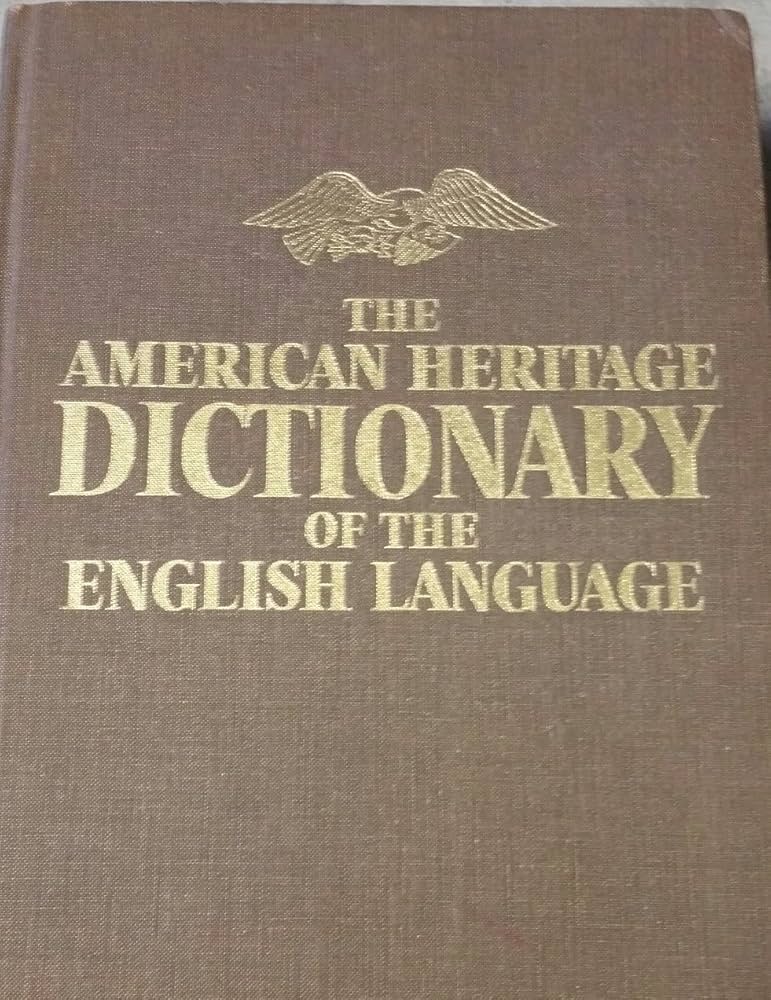 THE
AMERICAN HERITAGE
DICTIONARY
OF THE
ENGLISH LANGUAGE